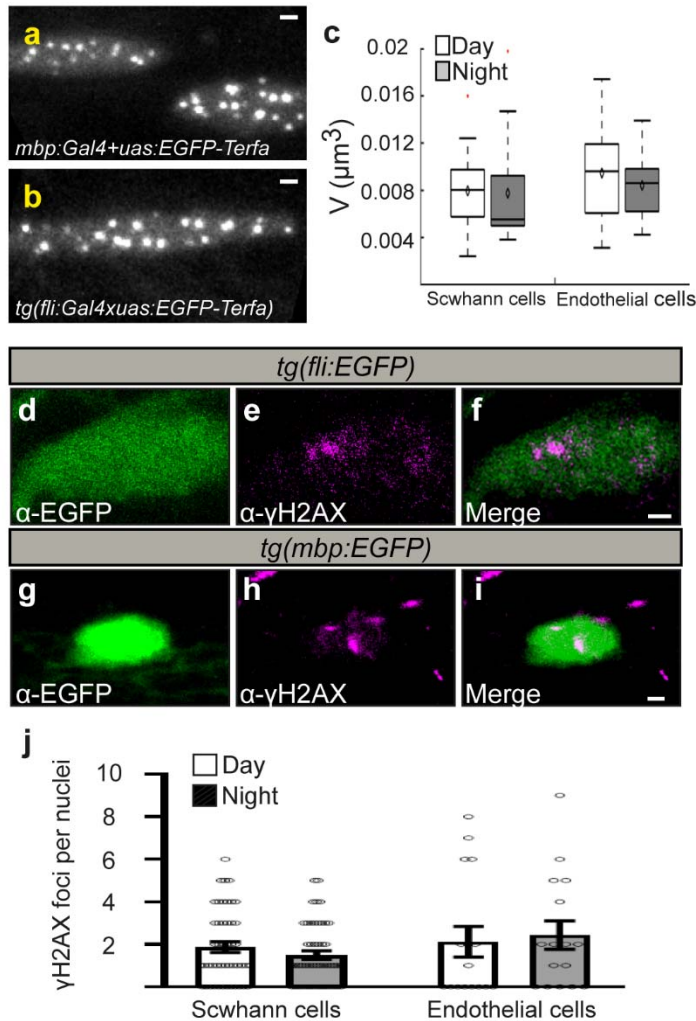 a
mbp:Gal4+uas:EGFP-Terfa
b
tg(fli:Gal4xuas:EGFP-Terfa)
c
Day
Night
V (µm³)
0.02
0.016
0.012
0.008
0.004
Scwhann cells
Endothelial cells
tg(fli:EGFP)
d
α-EGFP
e
α-γH2AX
f
Merge
tg(mbp:EGFP)
g
α-EGFP
h
α-γH2AX
i
Merge
j
Day
Night
γH2AX foci per nuclei
10
8
6
4
2
Scwhann cells
Endothelial cells